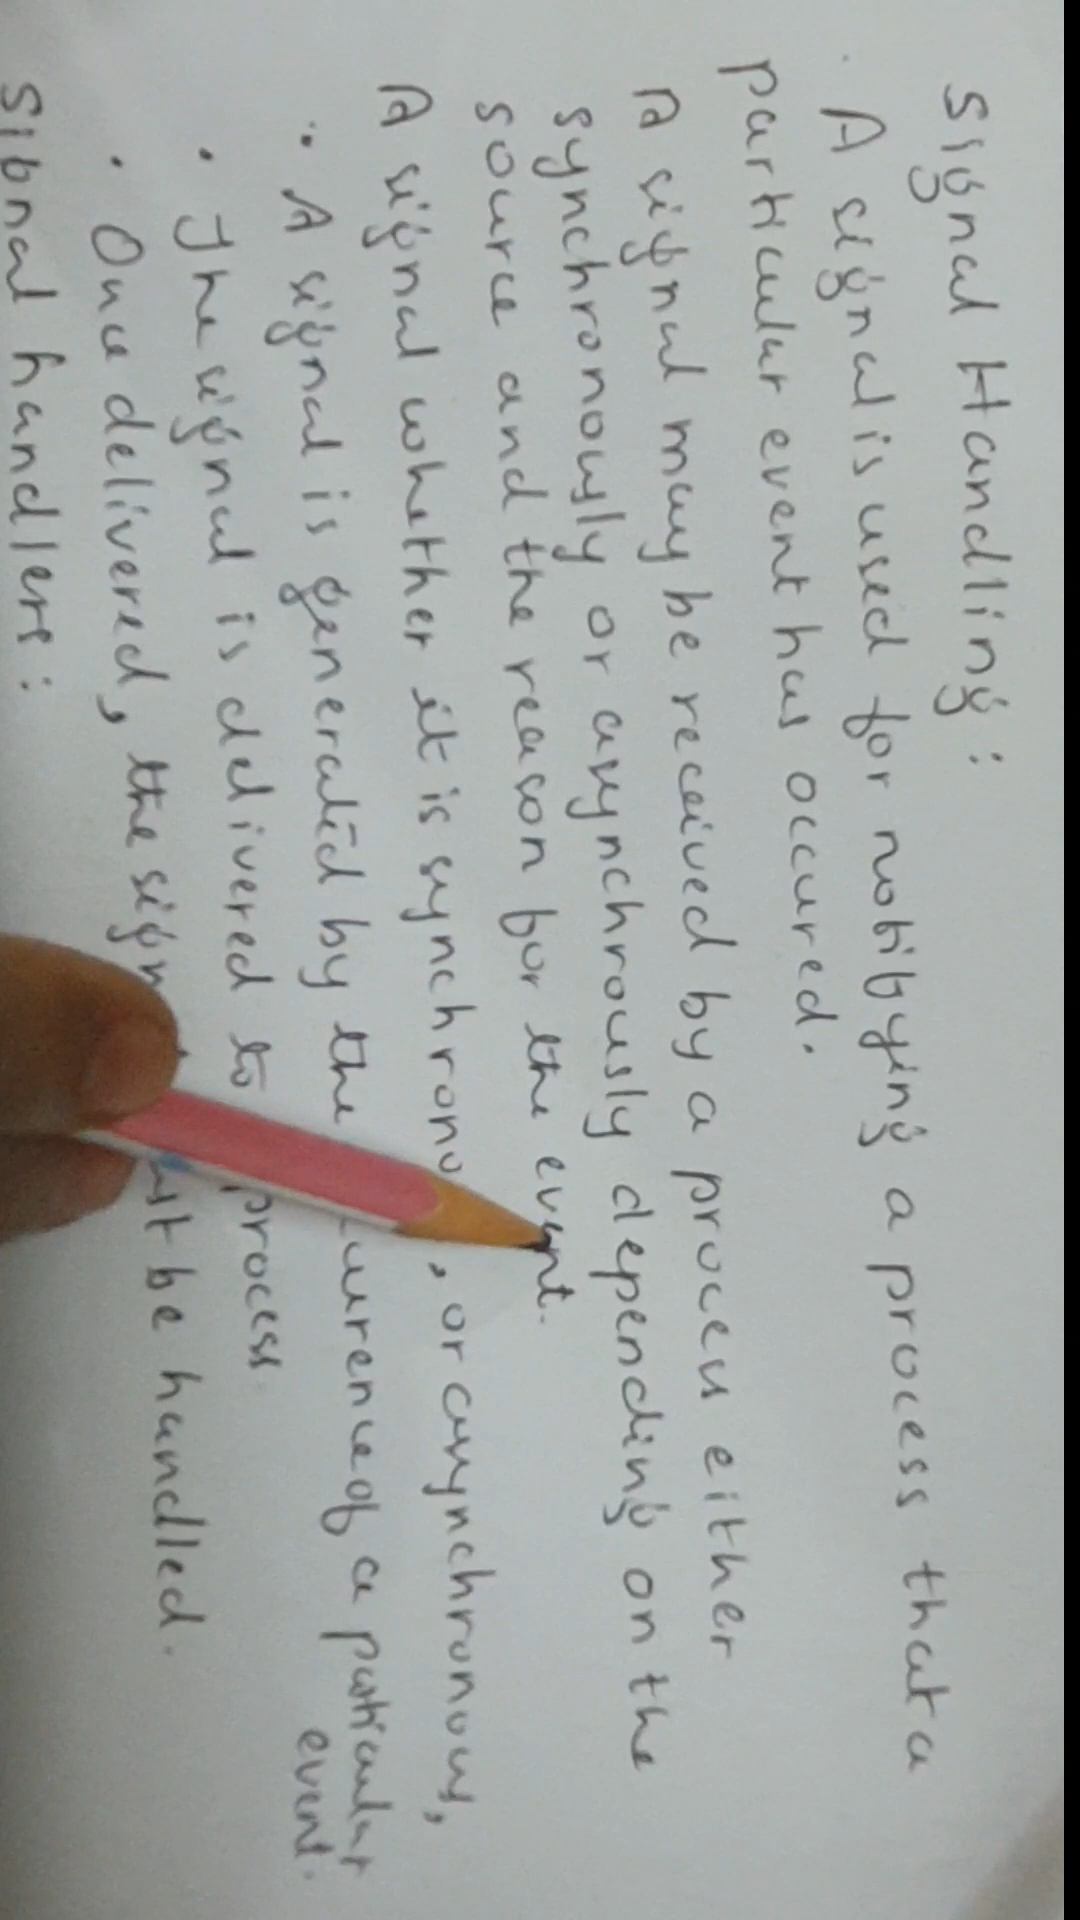 Signal Handling:
. A signal is used for notifying a process that a
particular event has occured.
A signal may be received by a process either
synchronously or asynchrously depending on the
source and the reason for the event.
A signal whether it is synchrono , or asynchronous,
. A signal is generated by the urence of a particular
event.
. The signal is delivered to process.
. Once delivered, the sign st be handled.
Signal handlers: